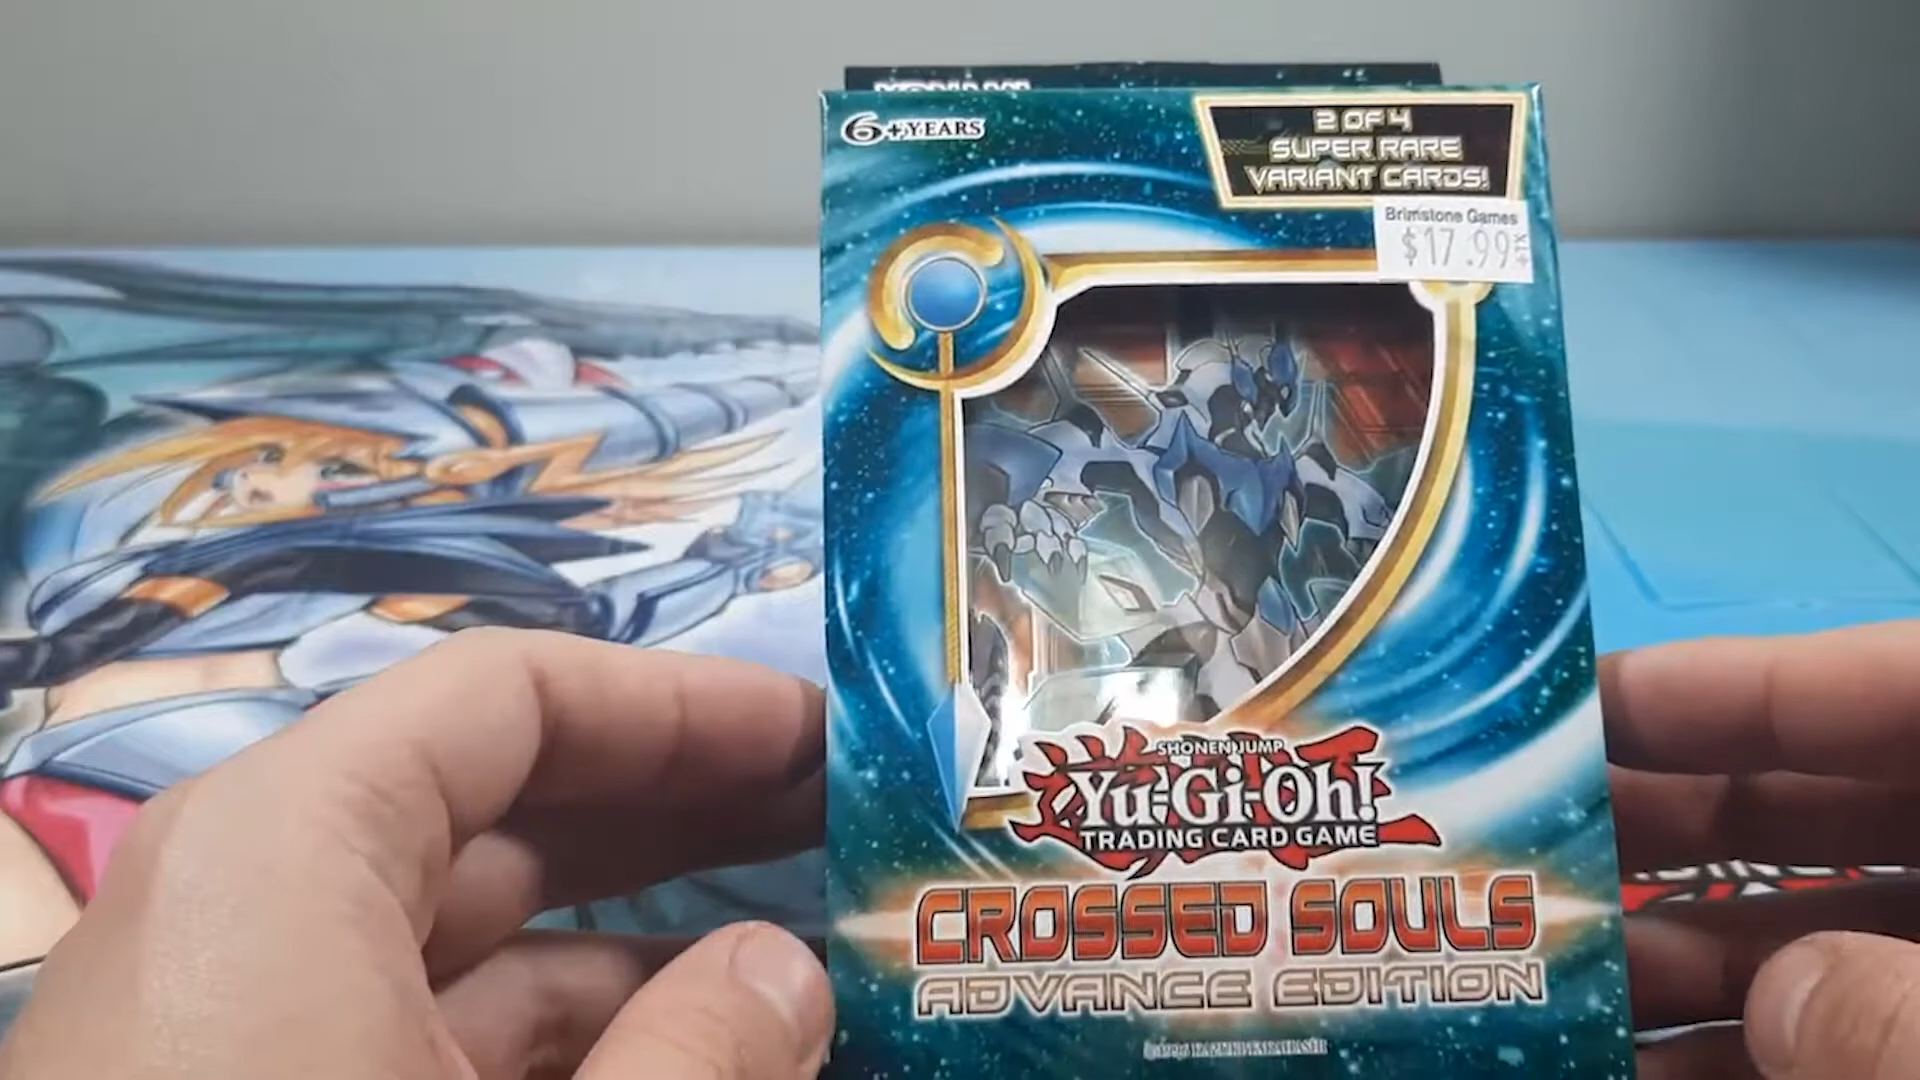 6+YEARS
2 OF 4
SUPER RARE
VARIANT CARDS!
Brimstone Games
$17.99
SHONEN JUMP
Yu-Gi-Oh!
TRADING CARD GAME
CROSSED SOULS
ADVANCE EDITION